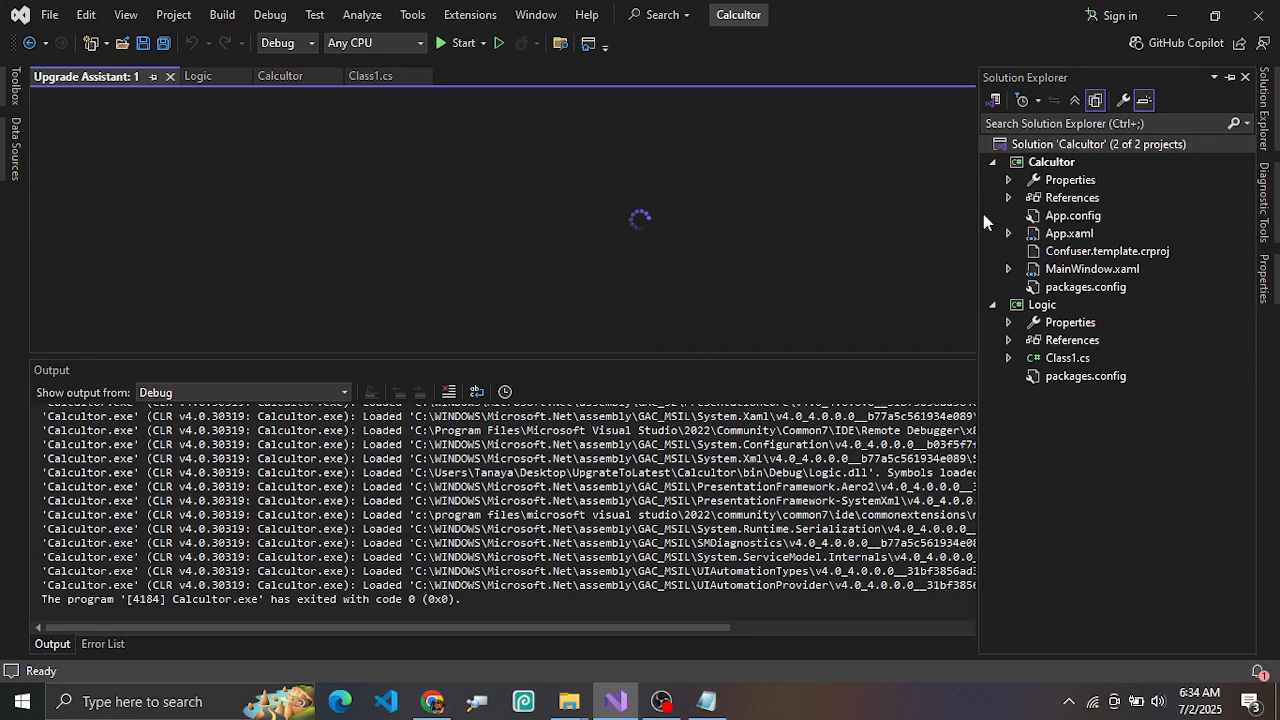 File Edit View Project Build Debug Test Analyze Tools Extensions Window Help Search Calcultor Sign in
Debug Any CPU Start GitHub Copilot
Upgrade Assistant: 1 Logic Calcultor Class1.cs
Toolbox
Data Sources
Solution Explorer
Search Solution Explorer (Ctrl+;)
Solution 'Calcultor' (2 of 2 projects)
Calcultor
Properties
References
App.config
App.xaml
Confuser.template.crproj
MainWindow.xaml
packages.config
Logic
Properties
References
Class1.cs
packages.config
Solution Explorer
Diagnostic Tools
Properties
Output
Show output from: Debug
'Calcultor.exe' (CLR v4.0.30319: Calcultor.exe): Loaded 'C:\WINDOWS\Microsoft.Net\assembly\GAC_MSIL\System.Xaml\v4.0_4.0.0.0__b77a5c561934e089\
'Calcultor.exe' (CLR v4.0.30319: Calcultor.exe): Loaded 'C:\Program Files\Microsoft Visual Studio\2022\Community\Common7\IDE\Remote Debugger\x8
'Calcultor.exe' (CLR v4.0.30319: Calcultor.exe): Loaded 'C:\WINDOWS\Microsoft.Net\assembly\GAC_MSIL\System.Configuration\v4.0_4.0.0.0__b03f5f7f
'Calcultor.exe' (CLR v4.0.30319: Calcultor.exe): Loaded 'C:\WINDOWS\Microsoft.Net\assembly\GAC_MSIL\System.Xml\v4.0_4.0.0.0__b77a5c561934e089\S
'Calcultor.exe' (CLR v4.0.30319: Calcultor.exe): Loaded 'C:\Users\Tanaya\Desktop\UpgrateToLatest\Calcultor\bin\Debug\Logic.dll'. Symbols loaded
'Calcultor.exe' (CLR v4.0.30319: Calcultor.exe): Loaded 'C:\WINDOWS\Microsoft.Net\assembly\GAC_MSIL\PresentationFramework.Aero2\v4.0_4.0.0.0__3
'Calcultor.exe' (CLR v4.0.30319: Calcultor.exe): Loaded 'C:\WINDOWS\Microsoft.Net\assembly\GAC_MSIL\PresentationFramework-SystemXml\v4.0_4.0.0.
'Calcultor.exe' (CLR v4.0.30319: Calcultor.exe): Loaded 'c:\program files\microsoft visual studio\2022\community\common7\ide\commonextensions\m
'Calcultor.exe' (CLR v4.0.30319: Calcultor.exe): Loaded 'C:\WINDOWS\Microsoft.Net\assembly\GAC_MSIL\System.Runtime.Serialization\v4.0_4.0.0.0__
'Calcultor.exe' (CLR v4.0.30319: Calcultor.exe): Loaded 'C:\WINDOWS\Microsoft.Net\assembly\GAC_MSIL\SMDiagnostics\v4.0_4.0.0.0__b77a5c561934e08
'Calcultor.exe' (CLR v4.0.30319: Calcultor.exe): Loaded 'C:\WINDOWS\Microsoft.Net\assembly\GAC_MSIL\System.ServiceModel.Internals\v4.0_4.0.0.0_
'Calcultor.exe' (CLR v4.0.30319: Calcultor.exe): Loaded 'C:\WINDOWS\Microsoft.Net\assembly\GAC_MSIL\UIAutomationTypes\v4.0_4.0.0.0__31bf3856ad3
'Calcultor.exe' (CLR v4.0.30319: Calcultor.exe): Loaded 'C:\WINDOWS\Microsoft.Net\assembly\GAC_MSIL\UIAutomationProvider\v4.0_4.0.0.0__31bf3856
The program '[4184] Calcultor.exe' has exited with code 0 (0x0).
Output Error List
Ready 1
Type here to search 6:34 AM
7/2/2025 3